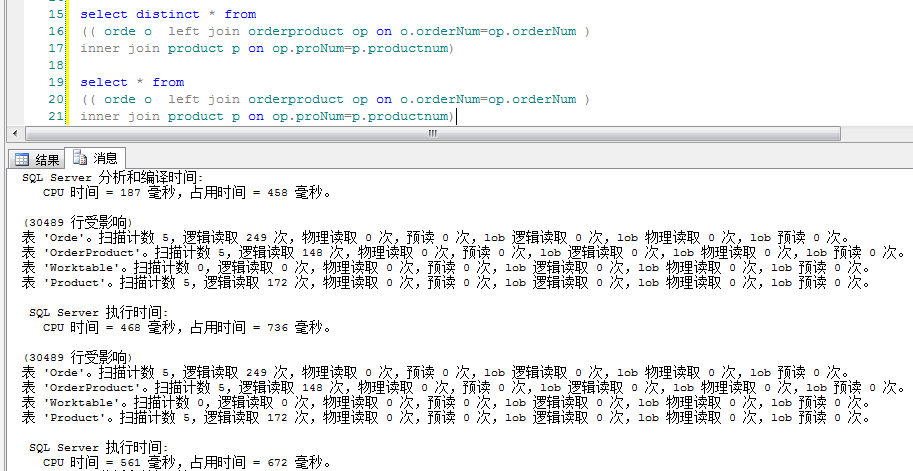 15 select distinct * from
16 (( orde o  left join orderproduct op on o.orderNum=op.orderNum )
17 inner join product p on op.proNum=p.productnum)
18
19 select * from
20 (( orde o  left join orderproduct op on o.orderNum=op.orderNum )
21 inner join product p on op.proNum=p.productnum)
结果 消息
SQL Server 分析和编译时间:
CPU 时间 = 187 毫秒，占用时间 = 458 毫秒。
(30489 行受影响)
表 'Orde'。扫描计数 5，逻辑读取 249 次，物理读取 0 次，预读 0 次，lob 逻辑读取 0 次，lob 物理读取 0 次，lob 预读 0 次。
表 'OrderProduct'。扫描计数 5，逻辑读取 148 次，物理读取 0 次，预读 0 次，lob 逻辑读取 0 次，lob 物理读取 0 次，lob 预读 0 次。
表 'Worktable'。扫描计数 0，逻辑读取 0 次，物理读取 0 次，预读 0 次，lob 逻辑读取 0 次，lob 物理读取 0 次，lob 预读 0 次。
表 'Product'。扫描计数 5，逻辑读取 172 次，物理读取 0 次，预读 0 次，lob 逻辑读取 0 次，lob 物理读取 0 次，lob 预读 0 次。
SQL Server 执行时间:
CPU 时间 = 468 毫秒，占用时间 = 736 毫秒。
(30489 行受影响)
表 'Orde'。扫描计数 5，逻辑读取 249 次，物理读取 0 次，预读 0 次，lob 逻辑读取 0 次，lob 物理读取 0 次，lob 预读 0 次。
表 'OrderProduct'。扫描计数 5，逻辑读取 148 次，物理读取 0 次，预读 0 次，lob 逻辑读取 0 次，lob 物理读取 0 次，lob 预读 0 次。
表 'Worktable'。扫描计数 0，逻辑读取 0 次，物理读取 0 次，预读 0 次，lob 逻辑读取 0 次，lob 物理读取 0 次，lob 预读 0 次。
表 'Product'。扫描计数 5，逻辑读取 172 次，物理读取 0 次，预读 0 次，lob 逻辑读取 0 次，lob 物理读取 0 次，lob 预读 0 次。
SQL Server 执行时间:
CPU 时间 = 561 毫秒，占用时间 = 672 毫秒。